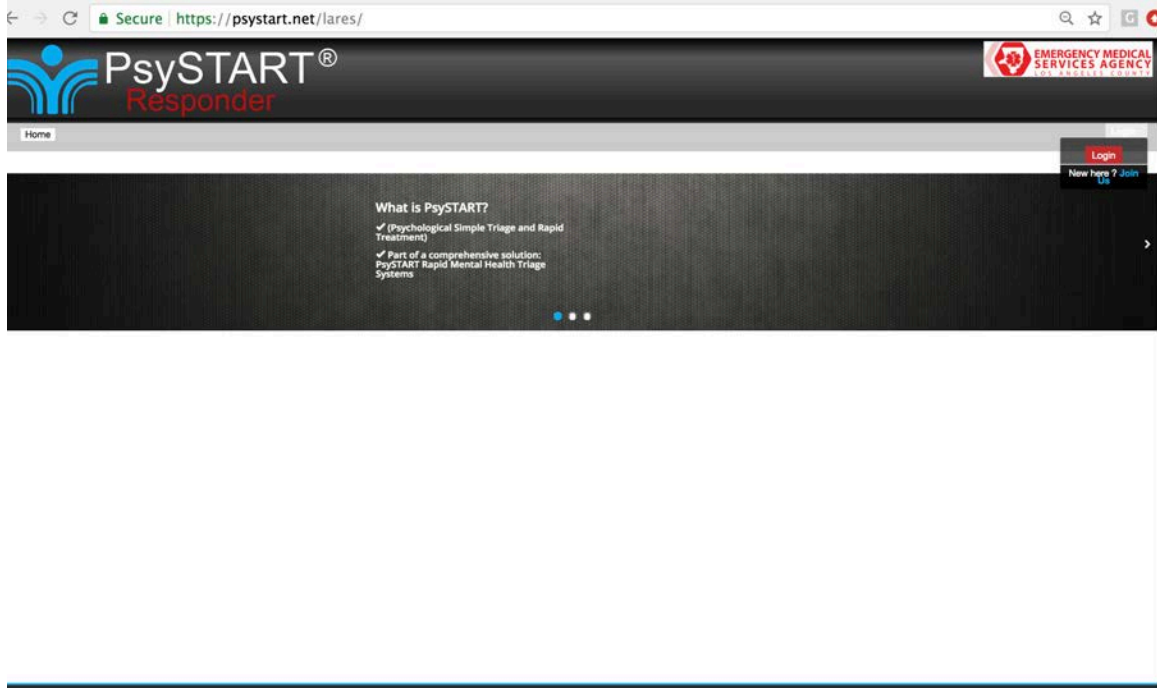 Secure https://psystart.net/lares/
PsySTART®
Responder
EMERGENCY MEDICAL
SERVICES AGENCY
LOS ANGELES COUNTY
Home
Login
Login
New here ? Join
Us
What is PsySTART?
✓ (Psychological Simple Triage and Rapid
Treatment)
✓ Part of a comprehensive solution:
PsySTART Rapid Mental Health Triage
Systems